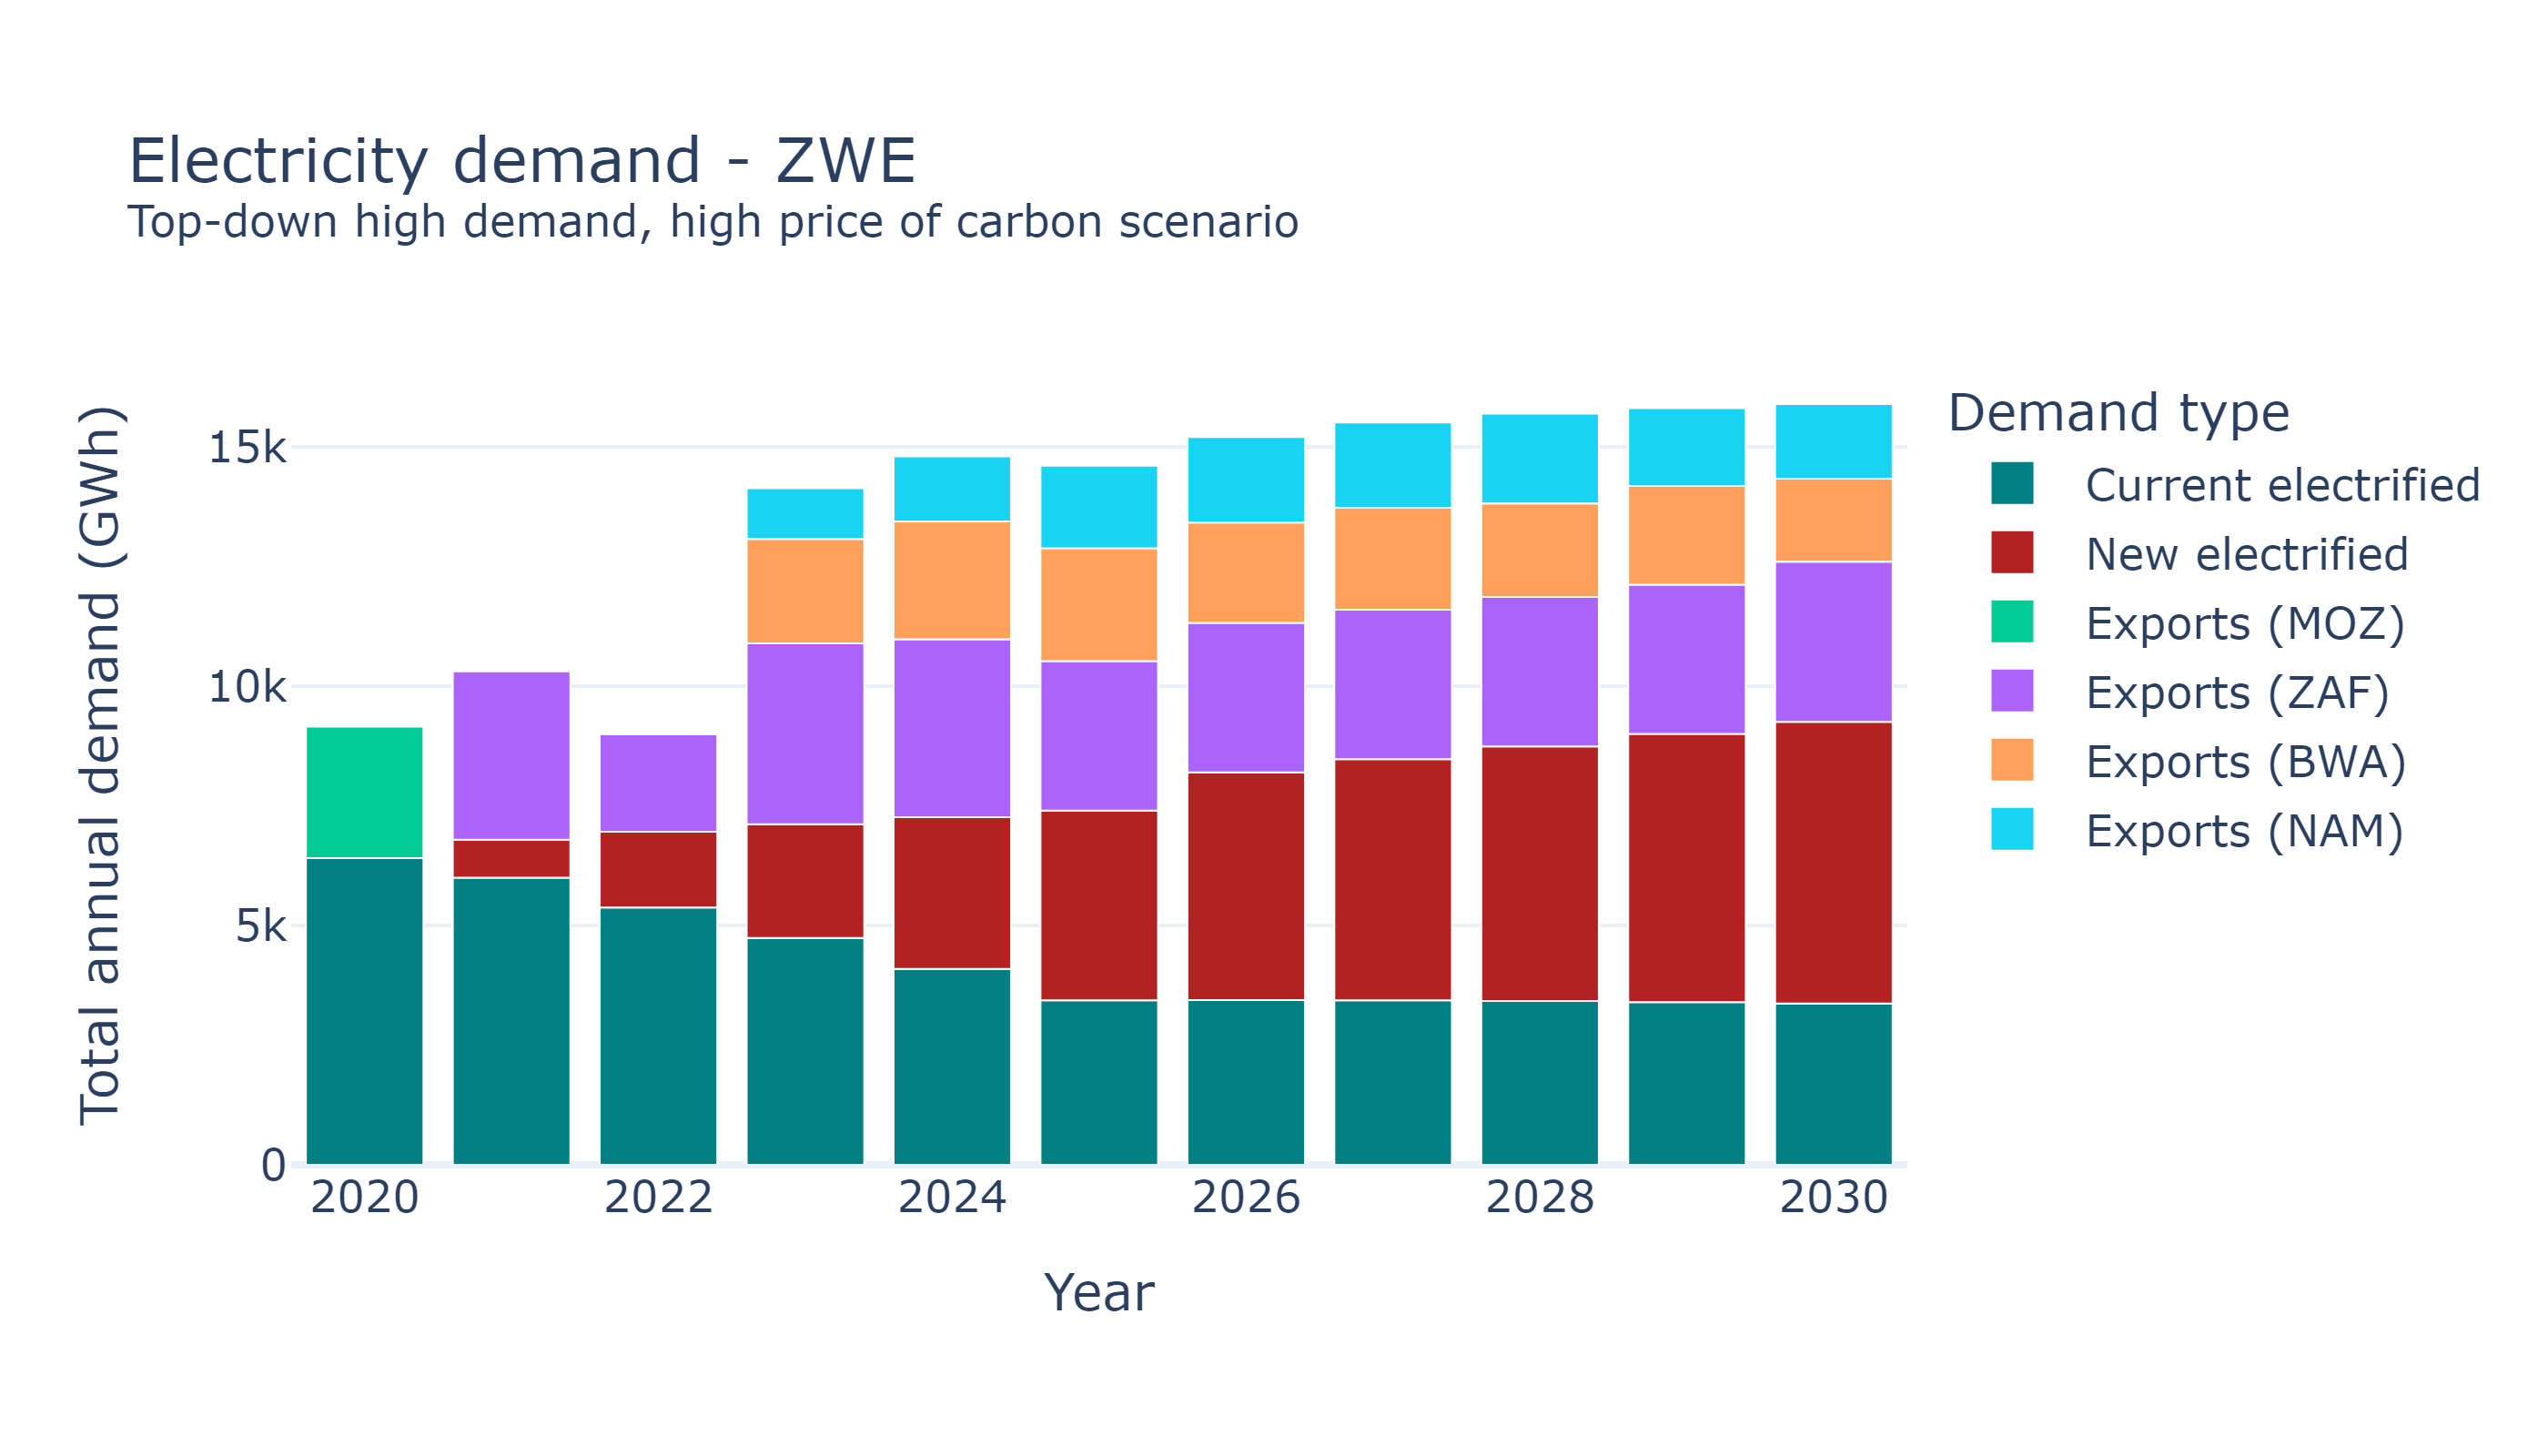 Electricity demand - ZWE
Top-down high demand, high price of carbon scenario
Total annual demand (GWh)
15k
10k
5k
0
2020
2022
2024
2026
2028
2030
Year
Demand type
Current electrified
New electrified
Exports (MOZ)
Exports (ZAF)
Exports (BWA)
Exports (NAM)